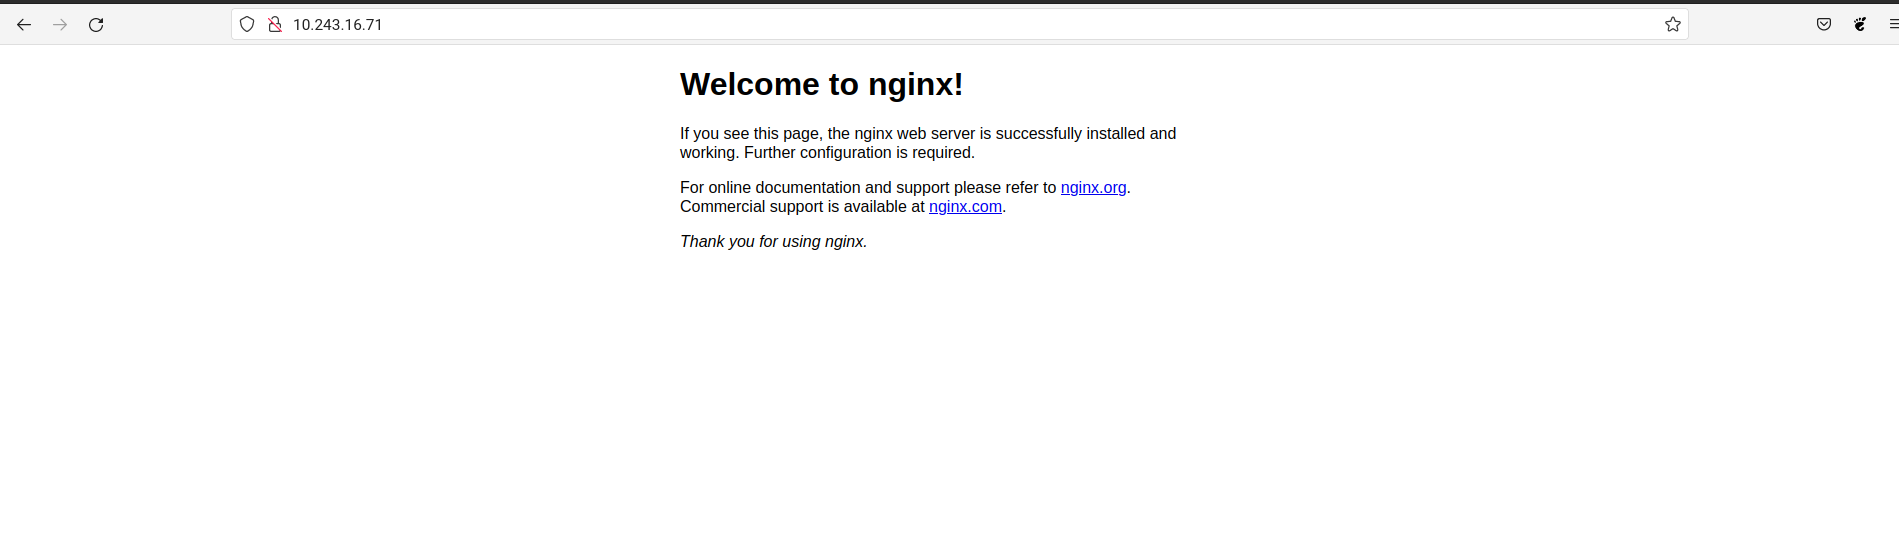 10.243.16.71
Welcome to nginx!
If you see this page, the nginx web server is successfully installed and
working. Further configuration is required.
For online documentation and support please refer to nginx.org.
Commercial support is available at nginx.com.
Thank you for using nginx.